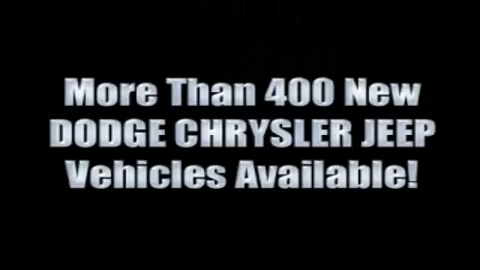 More Than 400 New
DODGE CHRYSLER JEEP
Vehicles Available!